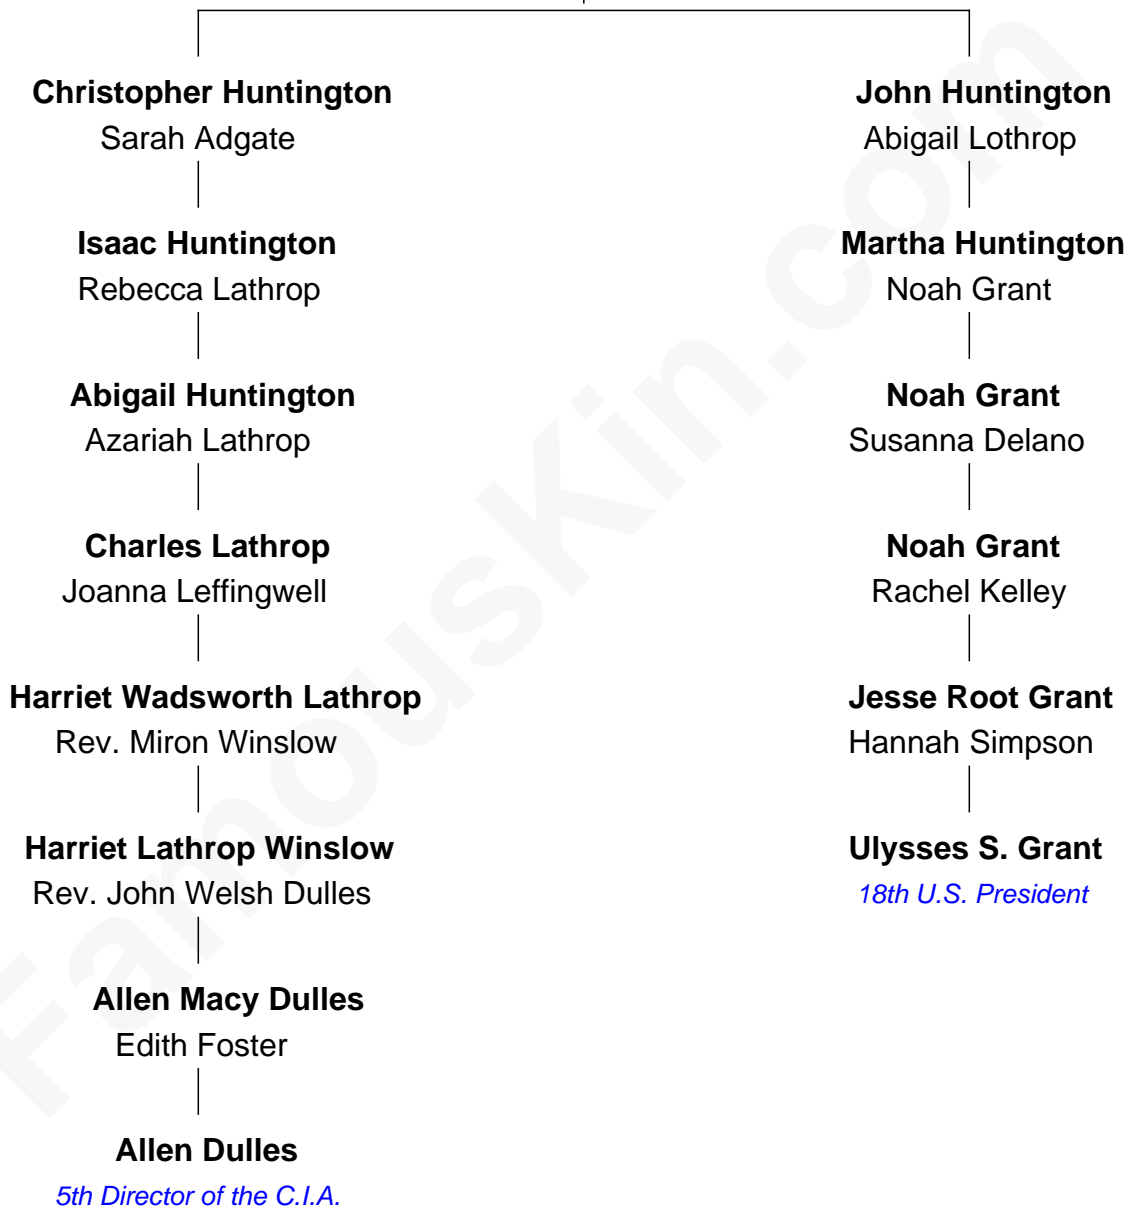 Christopher Huntington
Sarah Adgate
Isaac Huntington
Rebecca Lathrop
Abigail Huntington
Azariah Lathrop
Charles Lathrop
Joanna Leffingwell
Harriet Wadsworth Lathrop
Rev. Miron Winslow
Harriet Lathrop Winslow
Rev. John Welsh Dulles
Allen Macy Dulles
Edith Foster
Allen Dulles
5th Director of the C.I.A.
John Huntington
Abigail Lothrop
Martha Huntington
Noah Grant
Noah Grant
Susanna Delano
Noah Grant
Rachel Kelley
Jesse Root Grant
Hannah Simpson
Ulysses S. Grant
18th U.S. President
FamousKin.com